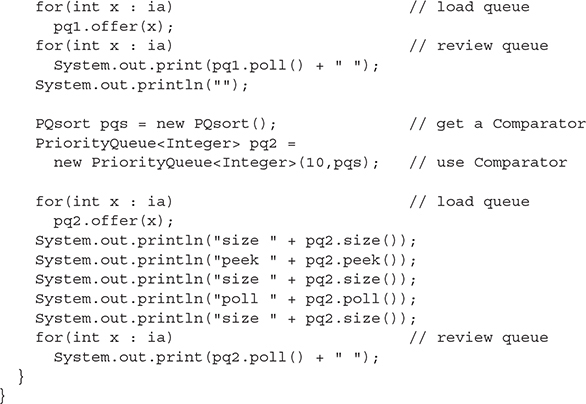 for(int x : ia)                          // load queue
  pq1.offer(x);
for(int x : ia)                          // review queue
  System.out.print(pq1.poll() + " ");
System.out.println("");
PQsort pqs = new PQsort();               // get a Comparator
PriorityQueue<Integer> pq2 =
  new PriorityQueue<Integer>(10,pqs);    // use Comparator
for(int x : ia)                          // load queue
  pq2.offer(x);
System.out.println("size " + pq2.size());
System.out.println("peek " + pq2.peek());
System.out.println("size " + pq2.size());
System.out.println("poll " + pq2.poll());
System.out.println("size " + pq2.size());
for(int x : ia)                          // review queue
  System.out.print(pq2.poll() + " ");
}
}